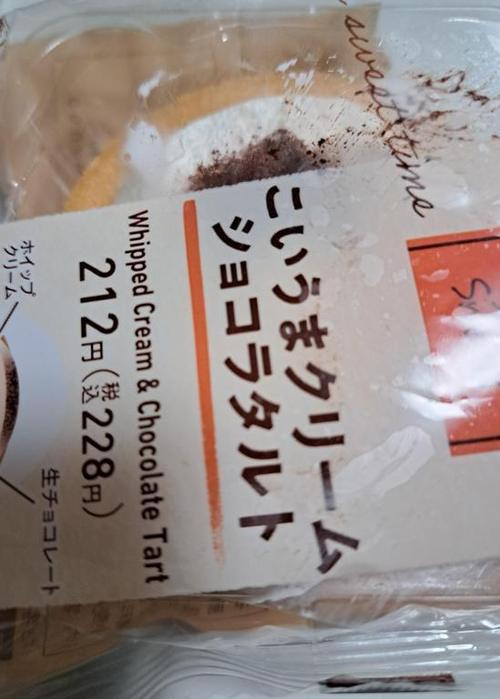 sweet time
こいうまクリーム
ショコラタルト
Whipped Cream & Chocolate Tart
212円(税込228円)
ホイップ
クリーム
生チョコレート